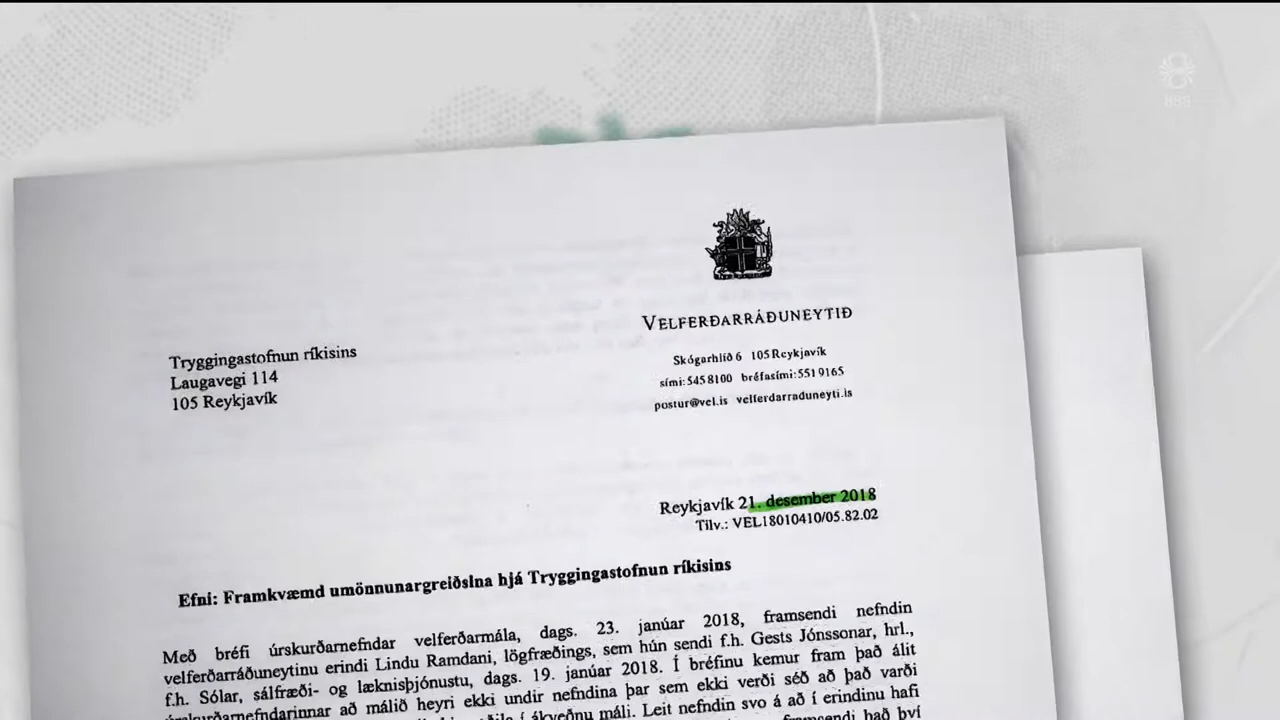 888
VELFERÐARRÁÐUNEYTIÐ
Tryggingastofnun ríkisins
Laugavegi 114
105 Reykjavík
Skógarhlíð 6 105 Reykjavík
sími: 545 8100 bréfasími: 551 9165
postur@vel.is velferdarraduneyti.is
Reykjavík 21. desember 2018
Tilv.: VEL18010410/05.82.02
Efni: Framkvæmd umönnunargreiðslna hjá Tryggingastofnun ríkisins
Með bréfi úrskurðarnefndar velferðarmála, dags. 23. janúar 2018, framsendi nefndin
velferðarráðuneytinu erindi Lindu Ramdani, lögfræðings, sem hún sendi f.h. Gests Jónssonar, hrl.,
f.h. Sólar, sálfræði- og læknisþjónustu, dags. 19. janúar 2018. Í bréfinu kemur fram það álit
úrskurðarnefndarinnar að málið heyri ekki undir nefndina þar sem ekki verði séð að það varði
í ákveðnu máli. Leit nefndin svo á að í erindinu hafi
framsendi það því